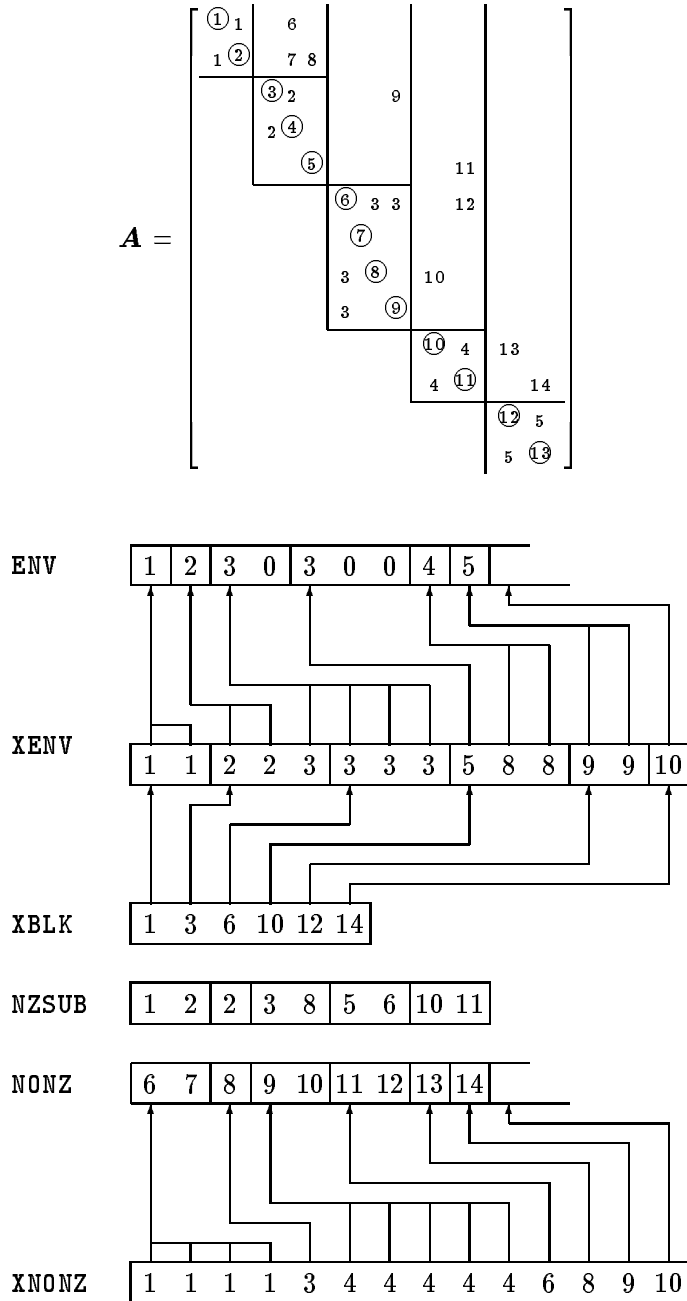 ① 1 6
1 ② 7 8
③ 2 9
2 ④
⑤ 11
⑥ 3 3 12
A = ⑦
3 ⑧ 10
3 ⑨
⑩ 4 13
4 ⑪ 14
⑫ 5
5 ⑬
ENV 1 2 3 0 3 0 0 4 5
XENV 1 1 2 2 3 3 3 3 5 8 8 9 9 10
XBLK 1 3 6 10 12 14
NZSUB 1 2 2 3 8 5 6 10 11
NONZ 6 7 8 9 10 11 12 13 14
XNONZ 1 1 1 1 3 4 4 4 4 4 6 8 9 10